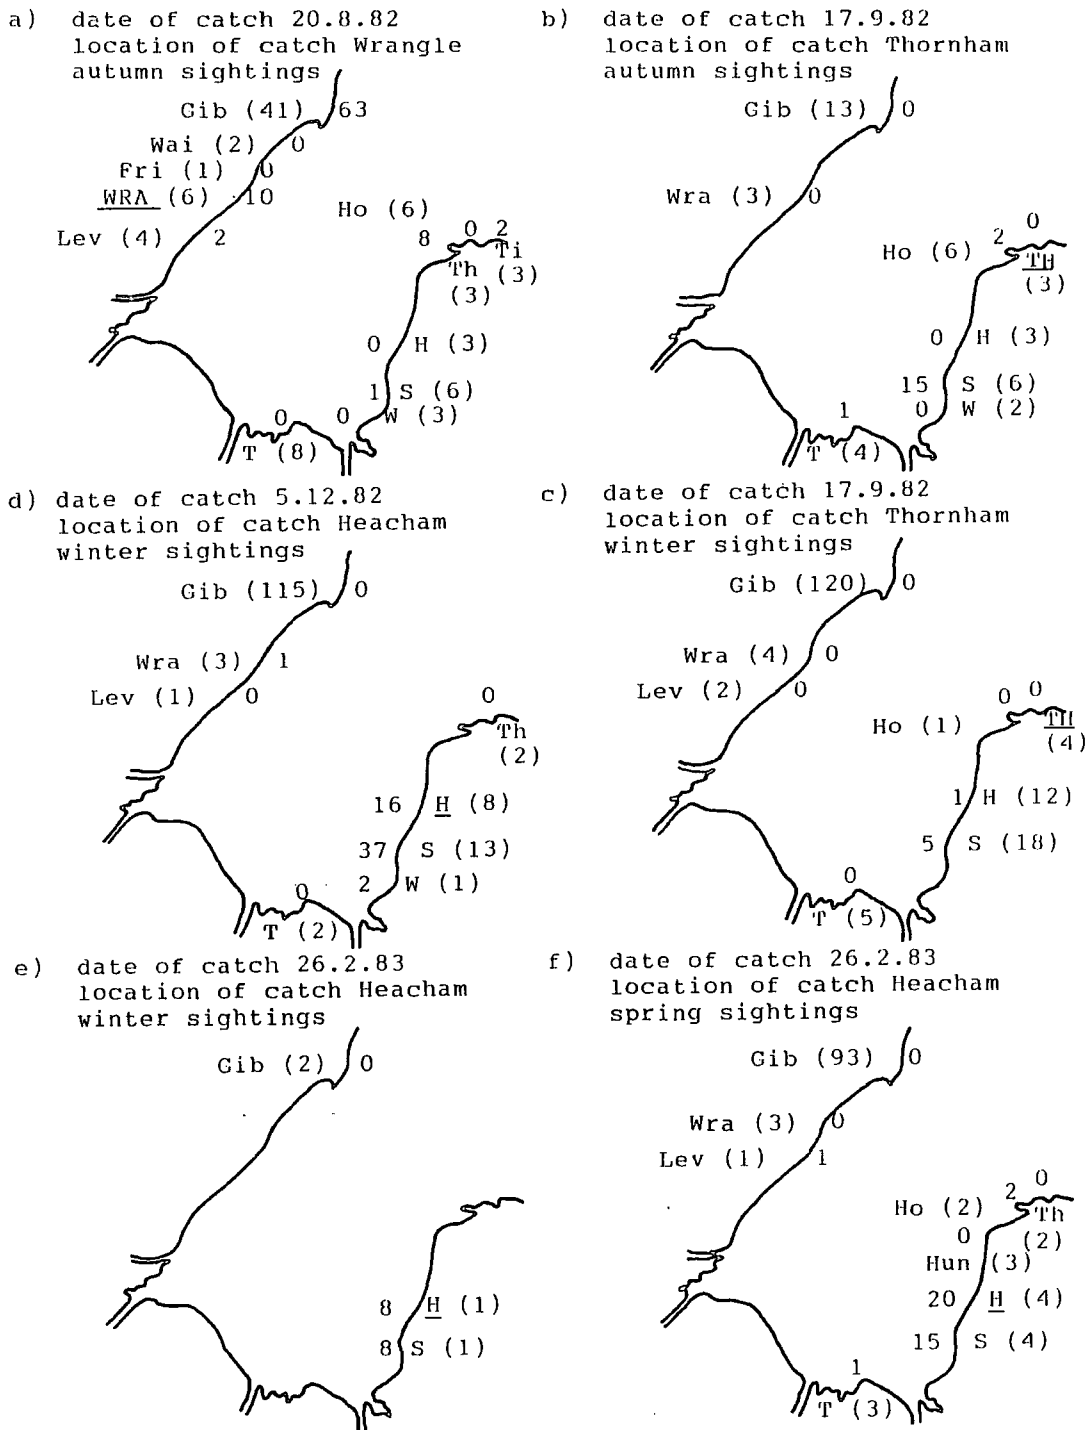 a) date of catch 20.8.82
location of catch Wrangle
autumn sightings
Gib (41) 63
Wai (2) 0
Fri (1) 0
WRA (6) 10
Lev (4) 2
Ho (6)
8 0 2
Th Ti
(3) (3)
0 H (3)
1 S (6)
0 0 W (3)
T (8)
b) date of catch 17.9.82
location of catch Thornham
autumn sightings
Gib (13) 0
Wra (3) 0
Ho (6) 2 0
TH
(3)
0 H (3)
15 S (6)
1 0 W (2)
T (4)
d) date of catch 5.12.82
location of catch Heacham
winter sightings
Gib (115) 0
Wra (3) 1
Lev (1) 0
0
Th
(2)
16 H (8)
37 S (13)
0 2 W (1)
T (2)
c) date of catch 17.9.82
location of catch Thornham
winter sightings
Gib (120) 0
Wra (4) 0
Lev (2) 0
Ho (1) 0 0
TH
(4)
1 H (12)
5 S (18)
0
T (5)
e) date of catch 26.2.83
location of catch Heacham
winter sightings
Gib (2) 0
8 H (1)
8 S (1)
f) date of catch 26.2.83
location of catch Heacham
spring sightings
Gib (93) 0
Wra (3) 0
Lev (1) 1
Ho (2) 2 0
0 Th
(2)
Hun (3)
20 H (4)
15 S (4)
1
T (3)